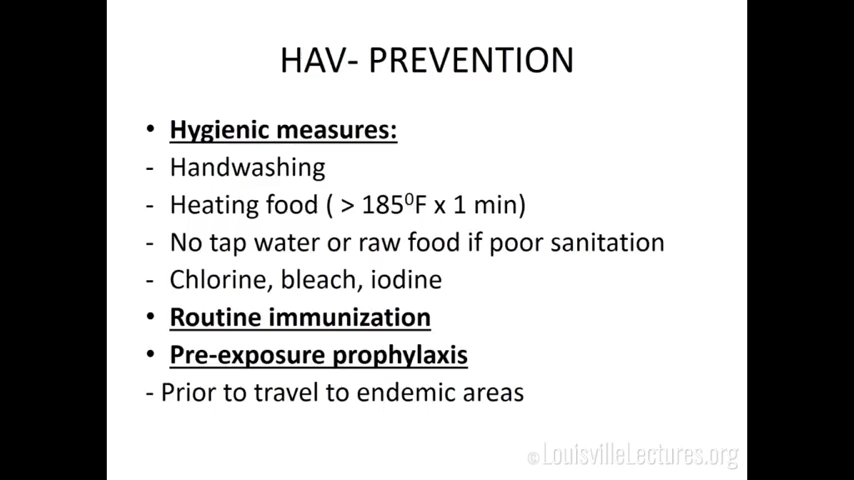 HAV- PREVENTION
• Hygienic measures:
- Handwashing
- Heating food ( > 185⁰F x 1 min)
- No tap water or raw food if poor sanitation
- Chlorine, bleach, iodine
• Routine immunization
• Pre-exposure prophylaxis
- Prior to travel to endemic areas
©LouisvilleLectures.org